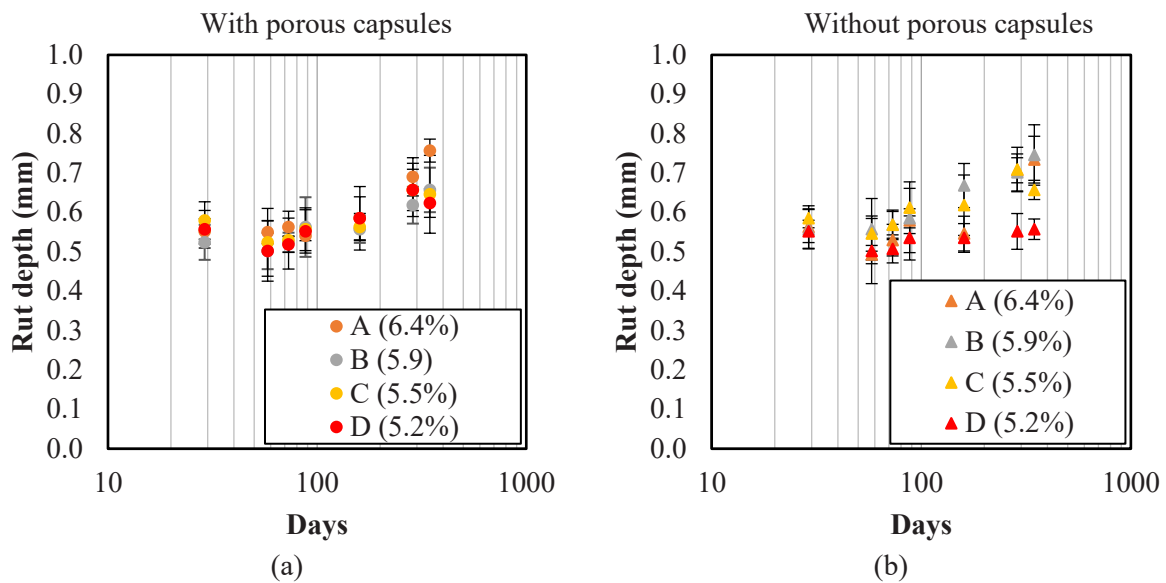 With porous capsules
1.0
0.9
0.8
0.7
0.6
0.5
0.4
0.3
0.2
0.1
0.0
Rut depth (mm)
A (6.4%)
B (5.9)
C (5.5%)
D (5.2%)
10 100 1000
Days
(a)
Without porous capsules
1.0
0.9
0.8
0.7
0.6
0.5
0.4
0.3
0.2
0.1
0.0
Rut depth (mm)
A (6.4%)
B (5.9%)
C (5.5%)
D (5.2%)
10 100 1000
Days
(b)